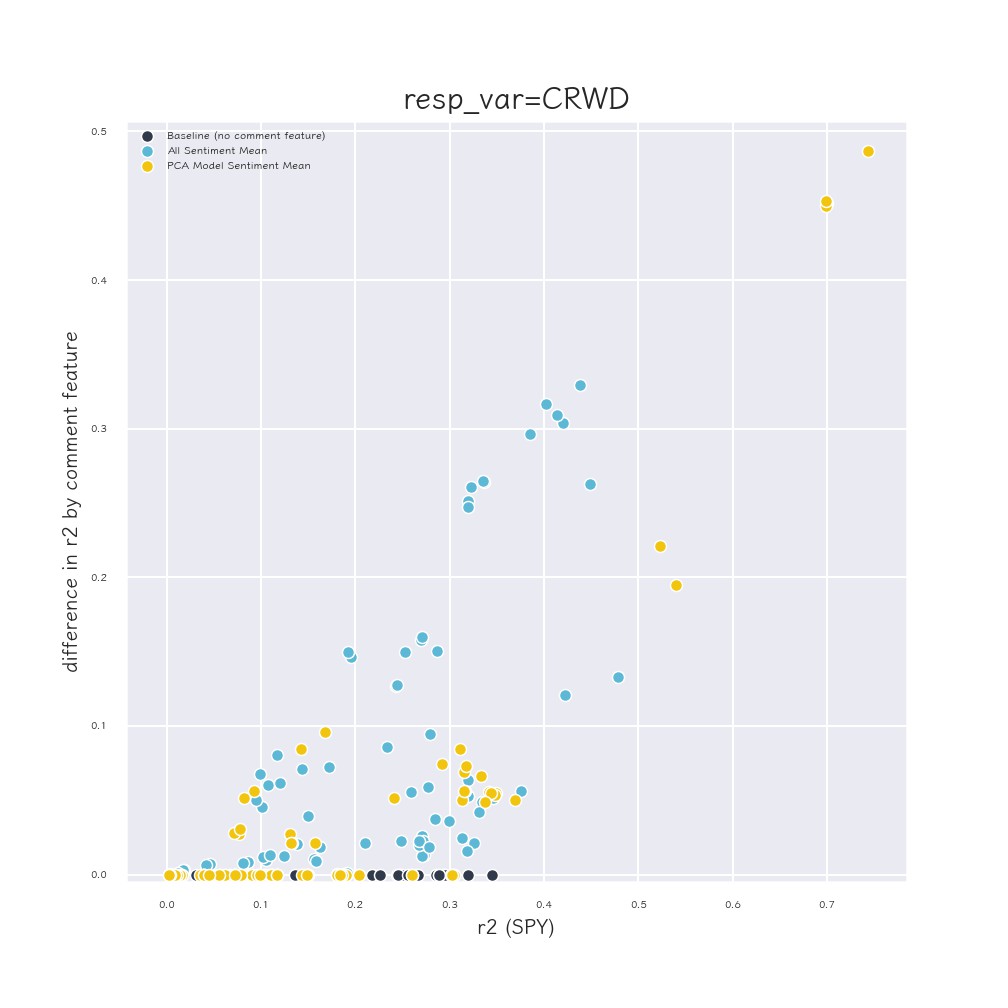 resp_var=CRWD
Baseline (no comment feature)
All Sentiment Mean
PCA Model Sentiment Mean
0.5
0.4
0.3
0.2
0.1
0.0
difference in r2 by comment feature
0.0 0.1 0.2 0.3 0.4 0.5 0.6 0.7
r2 (SPY)